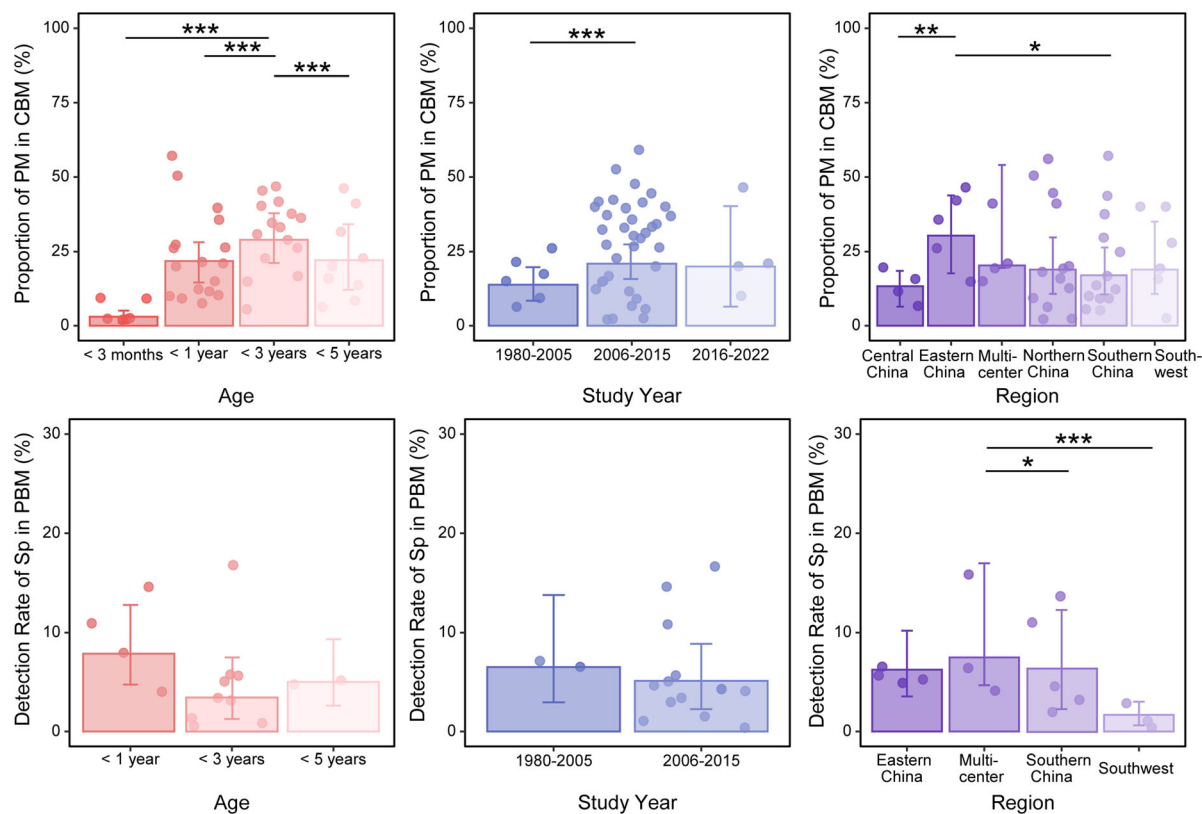 Proportion of PM in CBM (%)
100
75
50
25
0
***
***
***
< 3 months
< 1 year
< 3 years
< 5 years
Age
Proportion of PM in CBM (%)
100
75
50
25
0
***
1980-2005
2006-2015
2016-2022
Study Year
Proportion of PM in CBM (%)
100
75
50
25
0
**
*
Central
China
Eastern
China
Multi-
center
Northern
China
Southern
China
South-
west
Region
Detection Rate of Sp in PBM (%)
30
20
10
0
< 1 year
< 3 years
< 5 years
Age
Detection Rate of Sp in PBM (%)
30
20
10
0
1980-2005
2006-2015
Study Year
Detection Rate of Sp in PBM (%)
30
20
10
0
***
*
Eastern
China
Multi-
center
Southern
China
Southwest
Region